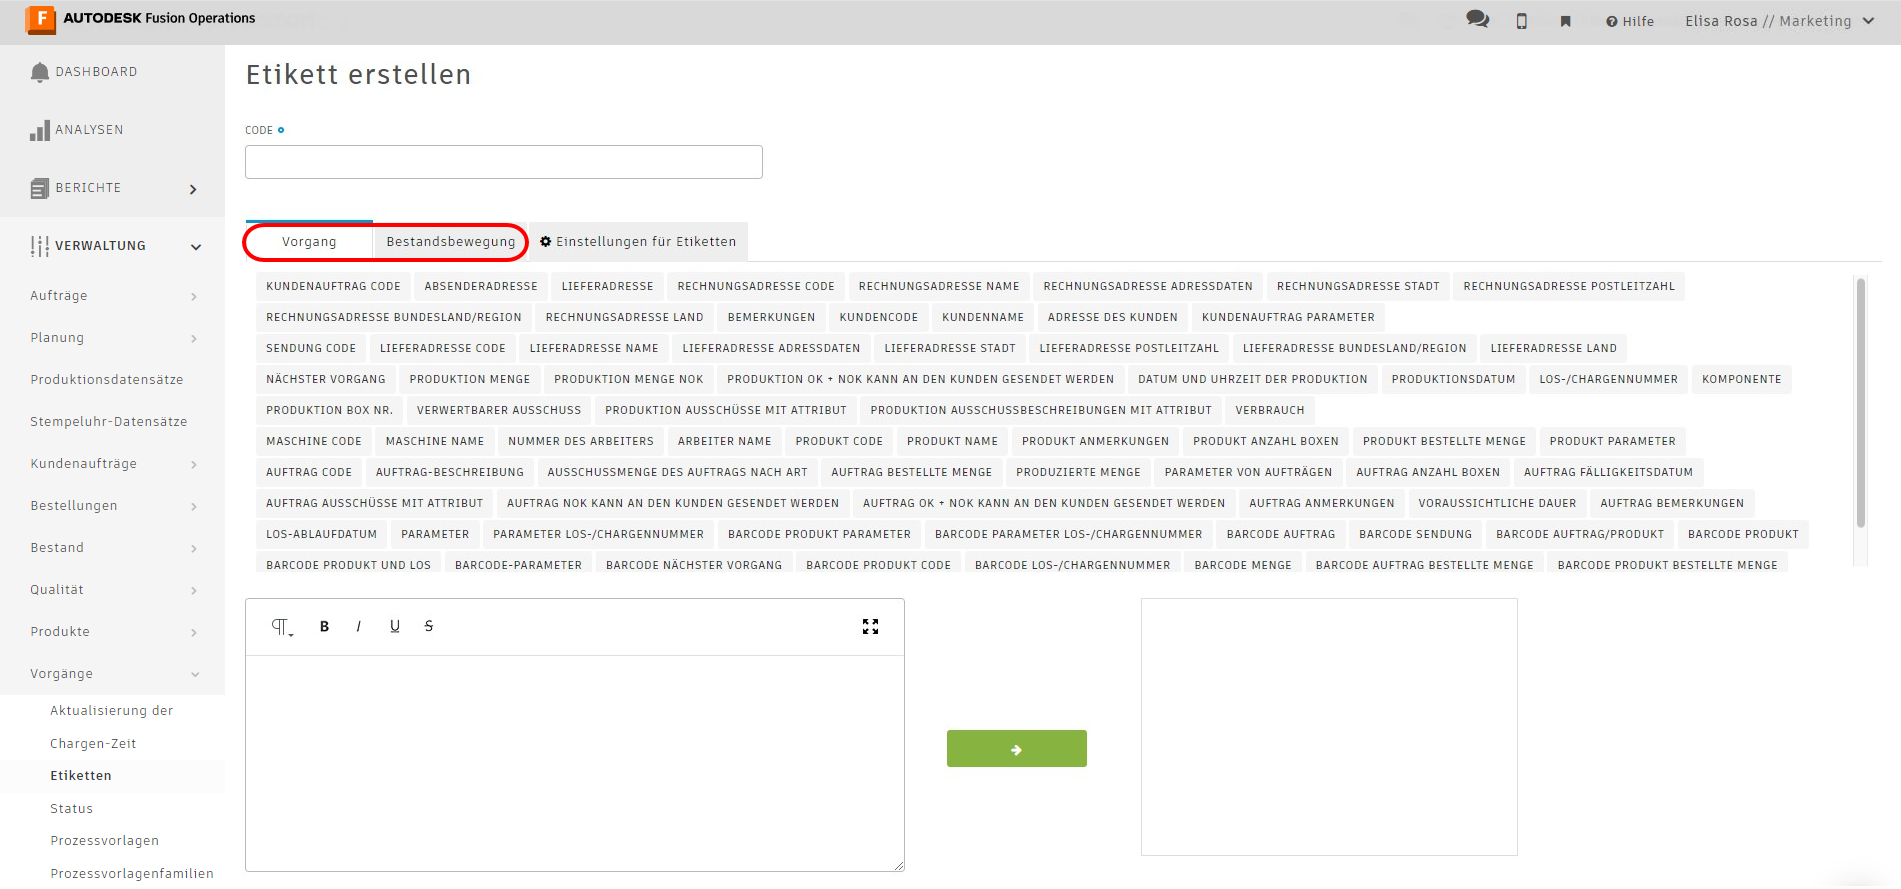 AUTODESK Fusion Operations
Hilfe
Elisa Rosa // Marketing
DASHBOARD
ANALYSEN
BERICHTE
VERWALTUNG
Aufträge
Planung
Produktionsdatensätze
Stempeluhr-Datensätze
Kundenaufträge
Bestellungen
Bestand
Qualität
Produkte
Vorgänge
Aktualisierung der
Chargen-Zeit
Etiketten
Status
Prozessvorlagen
Prozessvorlagenfamilien
Etikett erstellen
CODE
Vorgang Bestandsbewegung Einstellungen für Etiketten
KUNDENAUFTRAG CODE ABSENDERADRESSE LIEFERADRESSE RECHNUNGSADRESSE CODE RECHNUNGSADRESSE NAME RECHNUNGSADRESSE ADRESSDATEN RECHNUNGSADRESSE STADT RECHNUNGSADRESSE POSTLEITZAHL
RECHNUNGSADRESSE BUNDESLAND/REGION RECHNUNGSADRESSE LAND BEMERKUNGEN KUNDENCODE KUNDENNAME ADRESSE DES KUNDEN KUNDENAUFTRAG PARAMETER
SENDUNG CODE LIEFERADRESSE CODE LIEFERADRESSE NAME LIEFERADRESSE ADRESSDATEN LIEFERADRESSE STADT LIEFERADRESSE POSTLEITZAHL LIEFERADRESSE BUNDESLAND/REGION LIEFERADRESSE LAND
NÄCHSTER VORGANG PRODUKTION MENGE PRODUKTION MENGE NOK PRODUKTION OK + NOK KANN AN DEN KUNDEN GESENDET WERDEN DATUM UND UHRZEIT DER PRODUKTION PRODUKTIONSDATUM LOS-/CHARGENNUMMER KOMPONENTE
PRODUKTION BOX NR. VERWERTBARER AUSSCHUSS PRODUKTION AUSSCHÜSSE MIT ATTRIBUT PRODUKTION AUSSCHUSSBESCHREIBUNGEN MIT ATTRIBUT VERBRAUCH
MASCHINE CODE MASCHINE NAME NUMMER DES ARBEITERS ARBEITER NAME PRODUKT CODE PRODUKT NAME PRODUKT ANMERKUNGEN PRODUKT ANZAHL BOXEN PRODUKT BESTELLTE MENGE PRODUKT PARAMETER
AUFTRAG CODE AUFTRAG-BESCHREIBUNG AUSSCHUSSMENGE DES AUFTRAGS NACH ART AUFTRAG BESTELLTE MENGE PRODUZIERTE MENGE PARAMETER VON AUFTRÄGEN AUFTRAG ANZAHL BOXEN AUFTRAG FÄLLIGKEITSDATUM
AUFTRAG AUSSCHÜSSE MIT ATTRIBUT AUFTRAG NOK KANN AN DEN KUNDEN GESENDET WERDEN AUFTRAG OK + NOK KANN AN DEN KUNDEN GESENDET WERDEN AUFTRAG ANMERKUNGEN VORAUSSICHTLICHE DAUER AUFTRAG BEMERKUNGEN
LOS-ABLAUFDATUM PARAMETER PARAMETER LOS-/CHARGENNUMMER BARCODE PRODUKT PARAMETER BARCODE PARAMETER LOS-/CHARGENNUMMER BARCODE AUFTRAG BARCODE SENDUNG BARCODE AUFTRAG/PRODUKT BARCODE PRODUKT
BARCODE PRODUKT UND LOS BARCODE-PARAMETER BARCODE NÄCHSTER VORGANG BARCODE PRODUKT CODE BARCODE LOS-/CHARGENNUMMER BARCODE MENGE BARCODE AUFTRAG BESTELLTE MENGE BARCODE PRODUKT BESTELLTE MENGE
B I U S